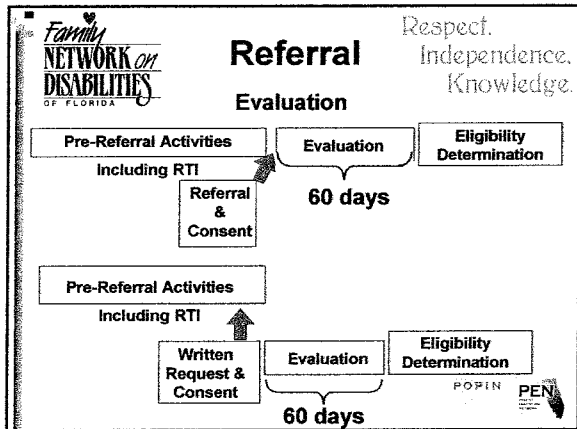 Family
NETWORK on
DISABILITIES
OF FLORIDA
Referral
Respect.
Independence.
Knowledge.
Evaluation
Pre-Referral Activities
Including RTI
Referral
&
Consent
Evaluation
60 days
Eligibility
Determination
Pre-Referral Activities
Including RTI
Written
Request &
Consent
Evaluation
60 days
Eligibility
Determination
POPIN
PEN